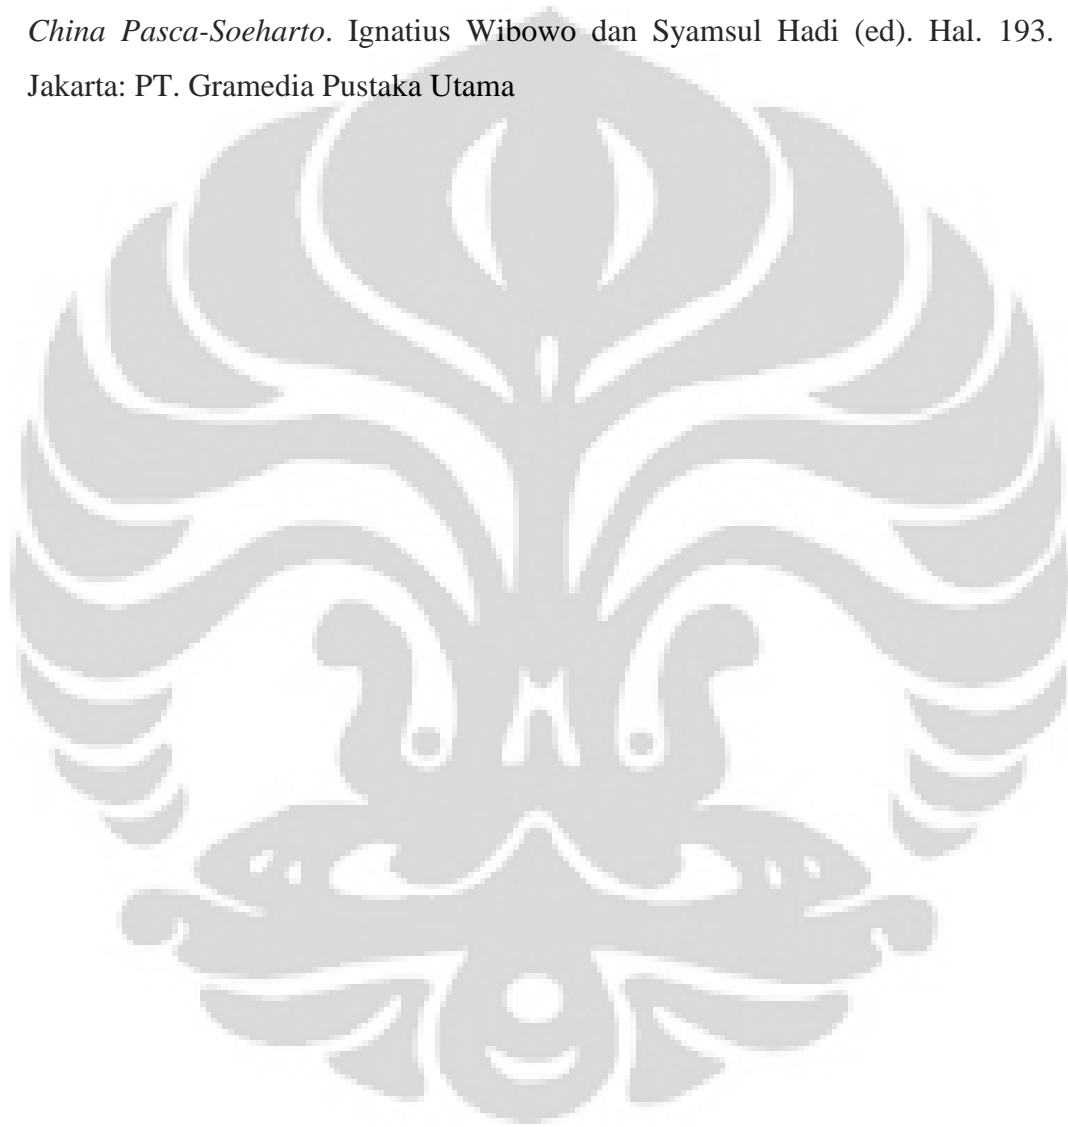 China Pasca-Soeharto. Ignatius Wibowo dan Syamsul Hadi (ed). Hal. 193.
Jakarta: PT. Gramedia Pustaka Utama